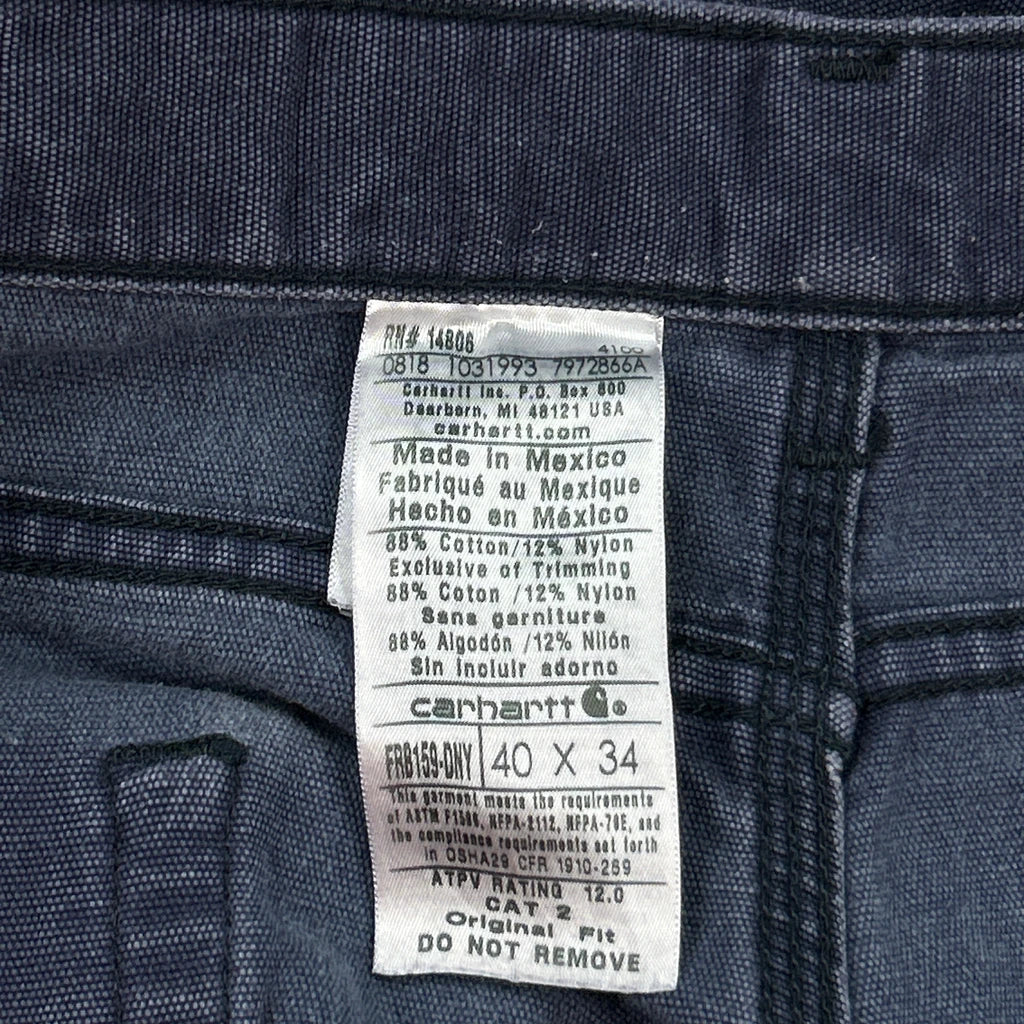 RN# 14806
4100
0818 1031993 7972866A
Carhartt Inc. P.O. Box 600
Dearborn, MI 48121 USA
carhartt.com
Made in Mexico
Fabriqué au Mexique
Hecho en México
88% Cotton/12% Nylon
Exclusive of Trimming
88% Coton /12% Nylon
Sans garniture
88% Algodón /12% Nilón
Sin incluir adorno
carhartt ®
FRB159-DNY 40 X 34
This garment meets the requirements
of ASTM F1506, NFPA-2112, NFPA-70E, and
the compliance requirements set forth
in OSHA29 CFR 1910-269
ATPV RATING 12.0
CAT 2
Original Fit
DO NOT REMOVE